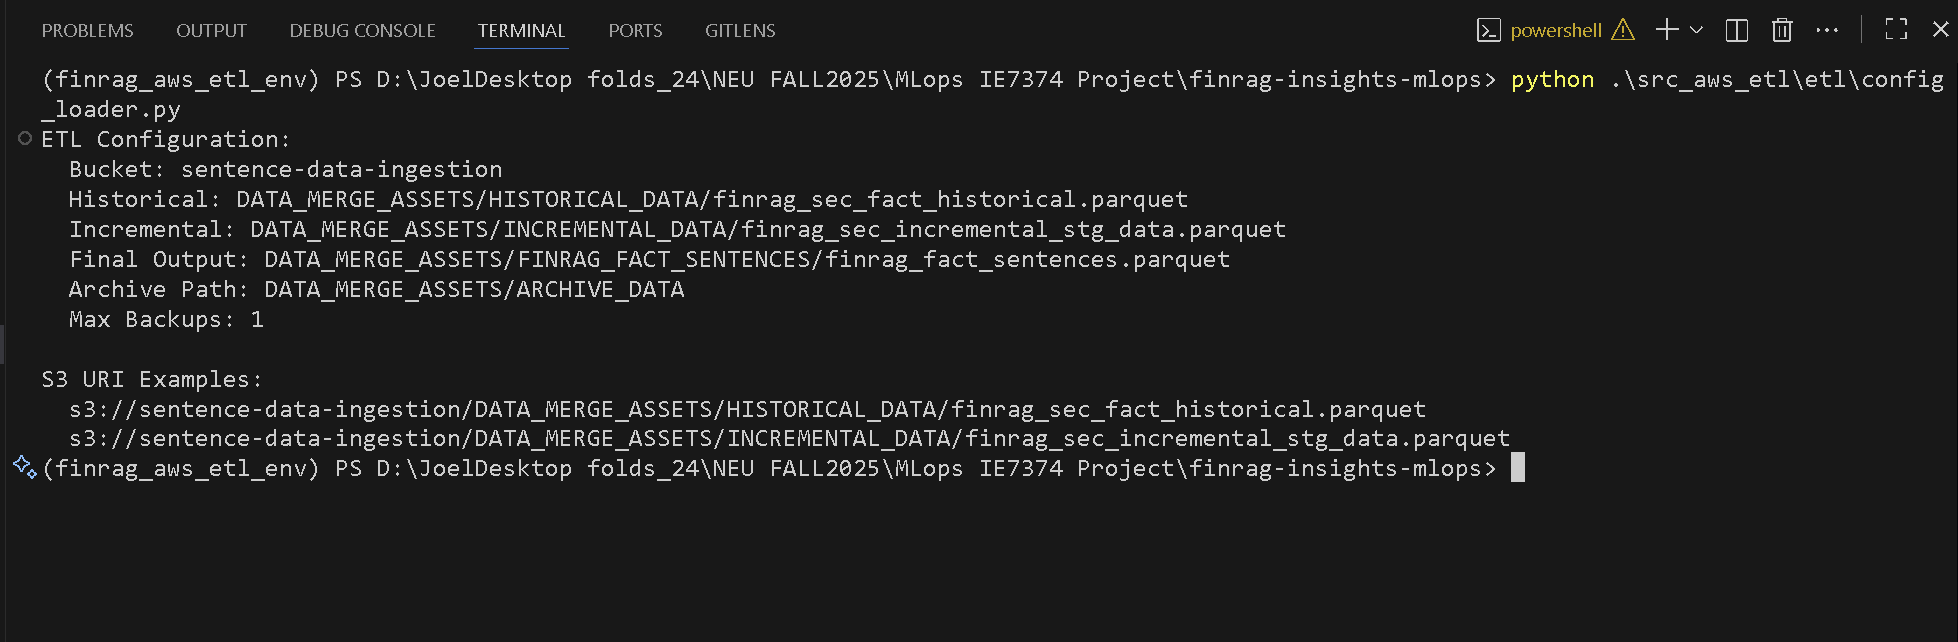 PROBLEMS OUTPUT DEBUG CONSOLE TERMINAL PORTS GITLENS powershell
(finrag_aws_etl_env) PS D:\JoelDesktop folds_24\NEU FALL2025\MLops IE7374 Project\finrag-insights-mlops> python .\src_aws_etl\etl\config
_loader.py
ETL Configuration:
  Bucket: sentence-data-ingestion
  Historical: DATA_MERGE_ASSETS/HISTORICAL_DATA/finrag_sec_fact_historical.parquet
  Incremental: DATA_MERGE_ASSETS/INCREMENTAL_DATA/finrag_sec_incremental_stg_data.parquet
  Final Output: DATA_MERGE_ASSETS/FINRAG_FACT_SENTENCES/finrag_fact_sentences.parquet
  Archive Path: DATA_MERGE_ASSETS/ARCHIVE_DATA
  Max Backups: 1
S3 URI Examples:
  s3://sentence-data-ingestion/DATA_MERGE_ASSETS/HISTORICAL_DATA/finrag_sec_fact_historical.parquet
  s3://sentence-data-ingestion/DATA_MERGE_ASSETS/INCREMENTAL_DATA/finrag_sec_incremental_stg_data.parquet
(finrag_aws_etl_env) PS D:\JoelDesktop folds_24\NEU FALL2025\MLops IE7374 Project\finrag-insights-mlops>